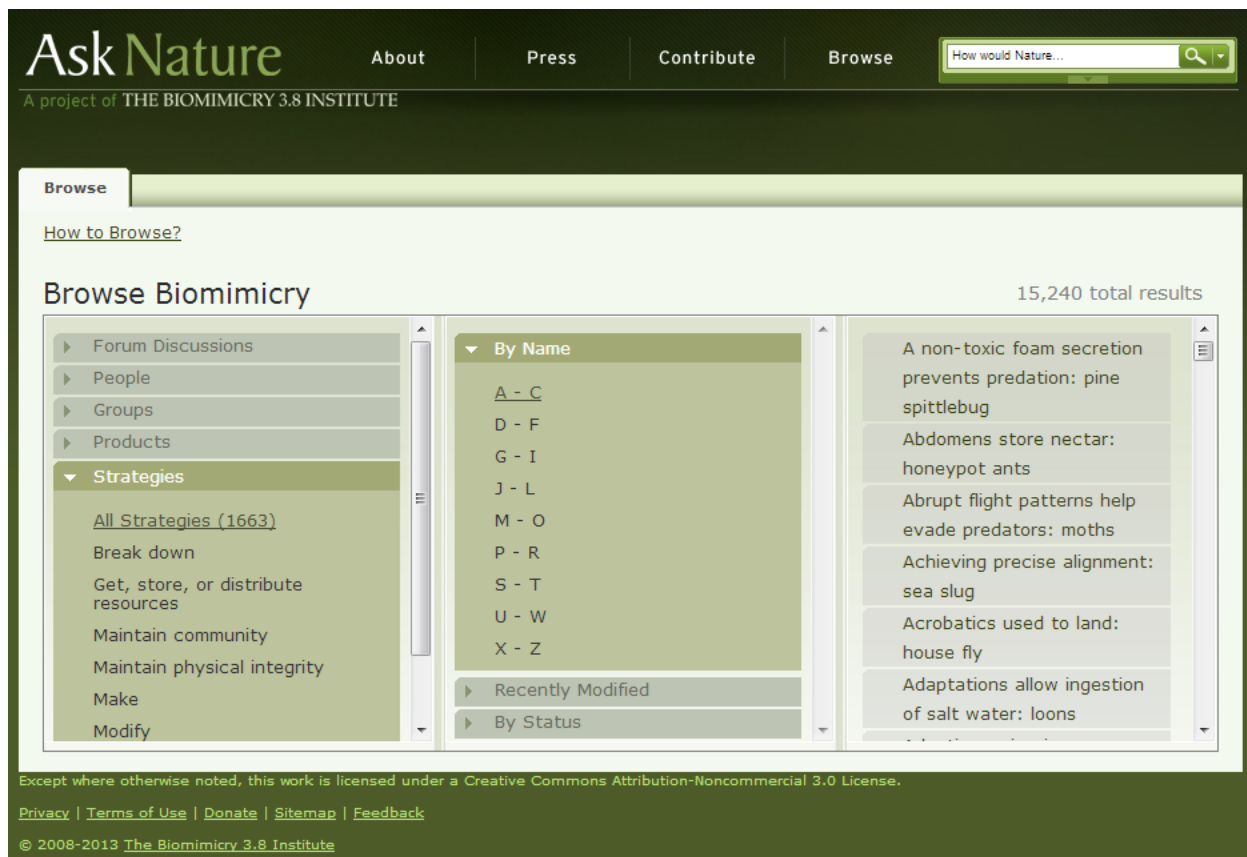 Ask Nature
About
Press
Contribute
Browse
How would Nature...
A project of THE BIOMIMICRY 3.8 INSTITUTE
Browse
How to Browse?
Browse Biomimicry
15,240 total results
Forum Discussions
People
Groups
Products
Strategies
All Strategies (1663)
Break down
Get, store, or distribute
resources
Maintain community
Maintain physical integrity
Make
Modify
By Name
A - C
D - F
G - I
J - L
M - O
P - R
S - T
U - W
X - Z
Recently Modified
By Status
A non-toxic foam secretion
prevents predation: pine
spittlebug
Abdomens store nectar:
honeypot ants
Abrupt flight patterns help
evade predators: moths
Achieving precise alignment:
sea slug
Acrobatics used to land:
house fly
Adaptations allow ingestion
of salt water: loons
Except where otherwise noted, this work is licensed under a Creative Commons Attribution-Noncommercial 3.0 License.
Privacy | Terms of Use | Donate | Sitemap | Feedback
© 2008-2013 The Biomimicry 3.8 Institute